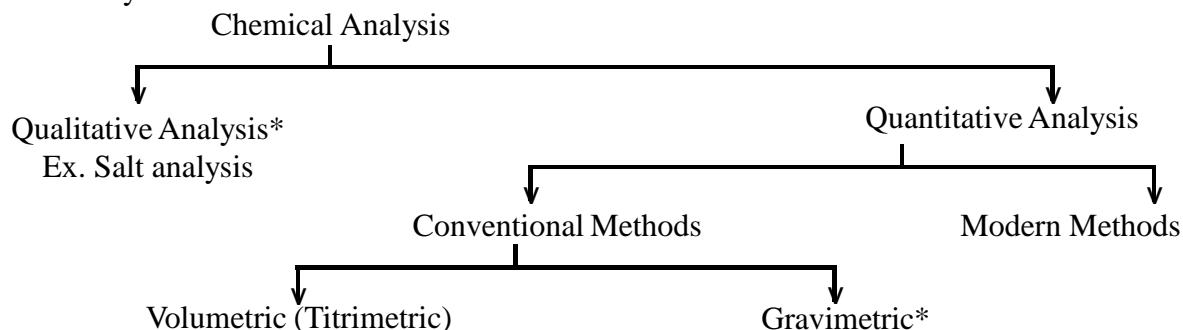 Chemical Analysis
Qualitative Analysis*
Quantitative Analysis
Ex. Salt analysis
Conventional Methods
Modern Methods
Volumetric (Titrimetric)
Gravimetric*